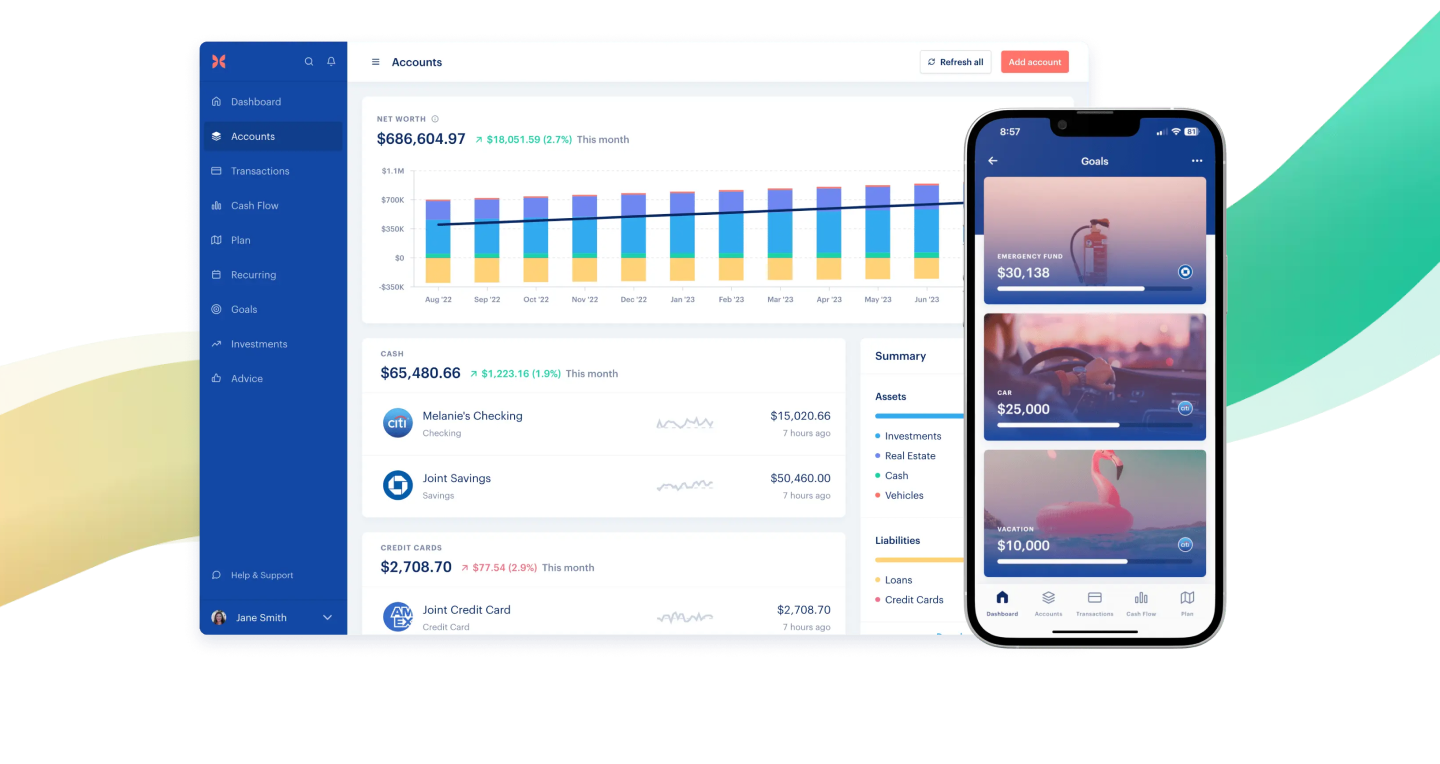 Dashboard
Accounts
Transactions
Cash Flow
Plan
Recurring
Goals
Investments
Advice
Help & Support
Jane Smith
Accounts
Refresh all
Add account
NET WORTH
$686,604.97 $18,051.59 (2.7%) This month
$1.1M
$700K
$350K
$0
-$350K
Aug '22 Sep '22 Oct '22 Nov '22 Dec '22 Jan '23 Feb '23 Mar '23 Apr '23 May '23 Jun '23
CASH
$65,480.66 $1,223.16 (1.9%) This month
citi Melanie's Checking $15,020.66
Checking 7 hours ago
Joint Savings $50,460.00
Savings 7 hours ago
CREDIT CARDS
$2,708.70 $77.54 (2.9%) This month
AM
EX
Joint Credit Card $2,708.70
Credit Card 7 hours ago
Summary
Assets
Investments
Real Estate
Cash
Vehicles
Liabilities
Loans
Credit Cards
8:57 81
Goals
EMERGENCY FUND
$30,138
CAR
$25,000 citi
VACATION
$10,000 citi
Dashboard Accounts Transactions Cash Flow Plan